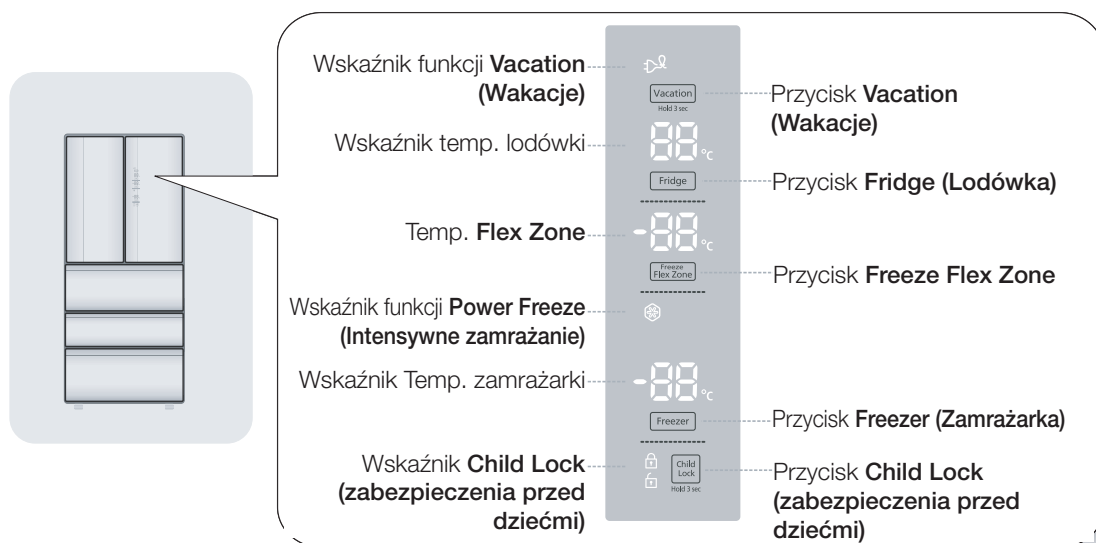 Wskaźnik funkcji Vacation
(Wakacje)
Wskaźnik temp. lodówki
Temp. Flex Zone
Wskaźnik funkcji Power Freeze
(Intensywne zamrażanie)
Wskaźnik Temp. zamrażarki
Wskaźnik Child Lock
(zabezpieczenia przed
dziećmi)
Vacation
Hold 3 sec
88 °C
Fridge
-88 °C
Freeze
Flex Zone
-88 °C
Freezer
Child
Lock
Hold 3 sec
Przycisk Vacation
(Wakacje)
Przycisk Fridge (Lodówka)
Przycisk Freeze Flex Zone
Przycisk Freezer (Zamrażarka)
Przycisk Child Lock
(zabezpieczenia przed
dziećmi)